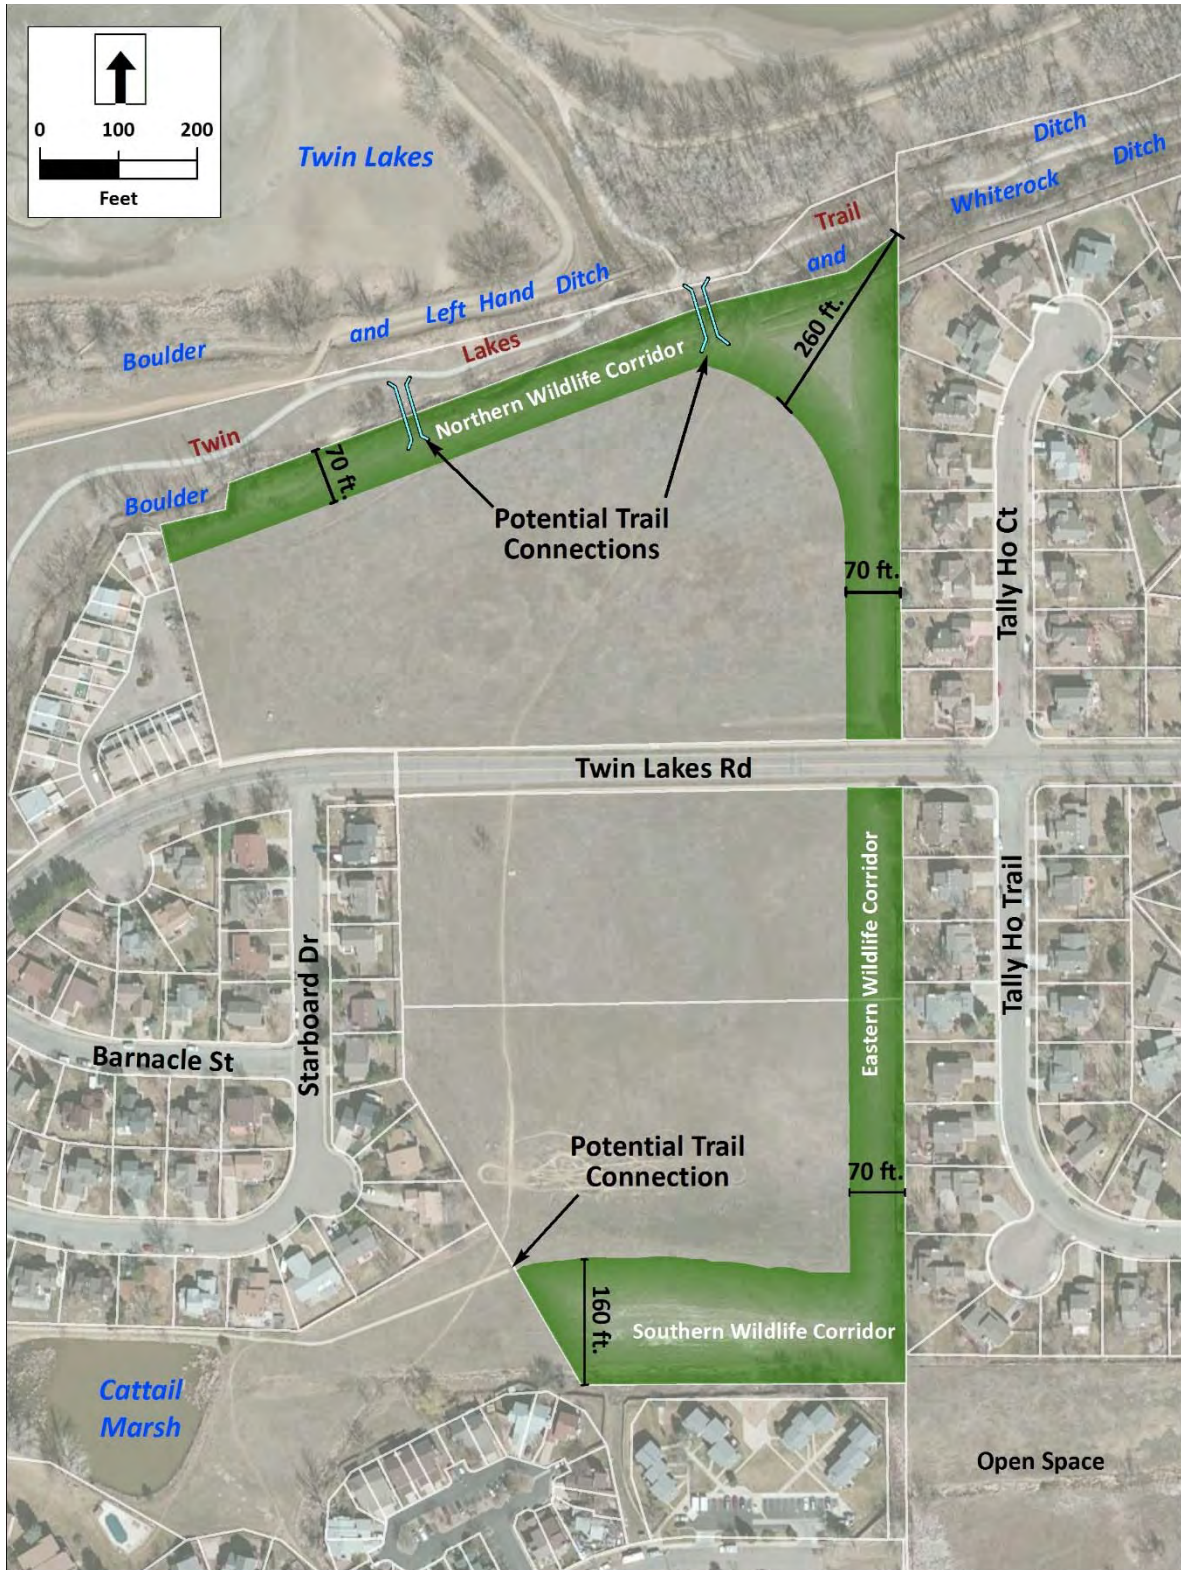 0 100 200
Feet
Twin Lakes
Ditch
Ditch
Whiterock
Trail
and
Left Hand Ditch
and
Boulder
Lakes
260 ft.
Northern Wildlife Corridor
Twin
70 ft.
Boulder
Potential Trail
Connections
70 ft.
Tally Ho Ct
Twin Lakes Rd
Eastern Wildlife Corridor
Tally Ho Trail
Starboard Dr
Barnacle St
Potential Trail
Connection
70 ft.
160 ft.
Southern Wildlife Corridor
Cattail
Marsh
Open Space